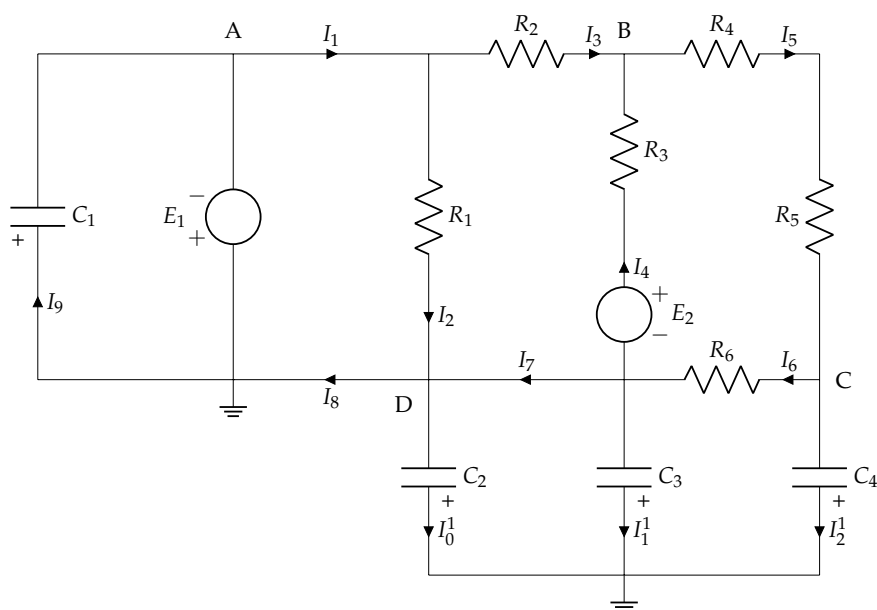 A I₁ R₂ I₃ B R₄ I₅
− R₃
C₁ E₁ R₁ R₅
+ +
I₉ I₂ I₄ + E₂ −
I₈ D I₇ R₆ I₆ C
C₂ C₃ C₄
+ + +
I₀¹ I₁¹ I₂¹